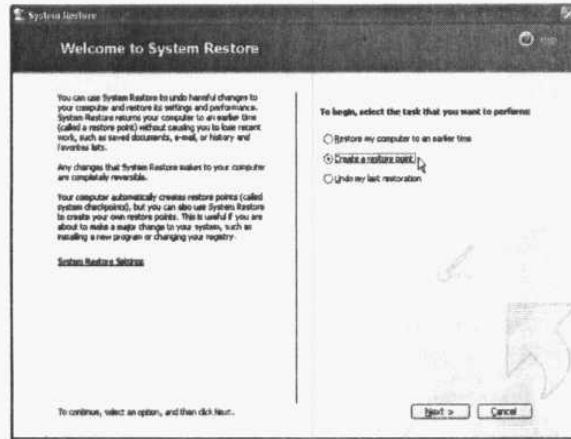 System Restore
Welcome to System Restore
Help
You can use System Restore to undo harmful changes to
your computer and restore its settings and performance.
System Restore returns your computer to an earlier time
(called a restore point) without causing you to lose recent
work, such as saved documents, e-mail, or history and
favorites lists.
Any changes that System Restore makes to your computer
are completely reversible.
Your computer automatically creates restore points (called
system checkpoints), but you can also use System Restore
to create your own restore points. This is useful if you are
about to make a major change to your system, such as
installing a new program or changing your registry.
System Restore Settings
To begin, select the task that you want to perform:
Restore my computer to an earlier time
Create a restore point
Undo my last restoration
To continue, select an option, and then click Next.
Next >
Cancel